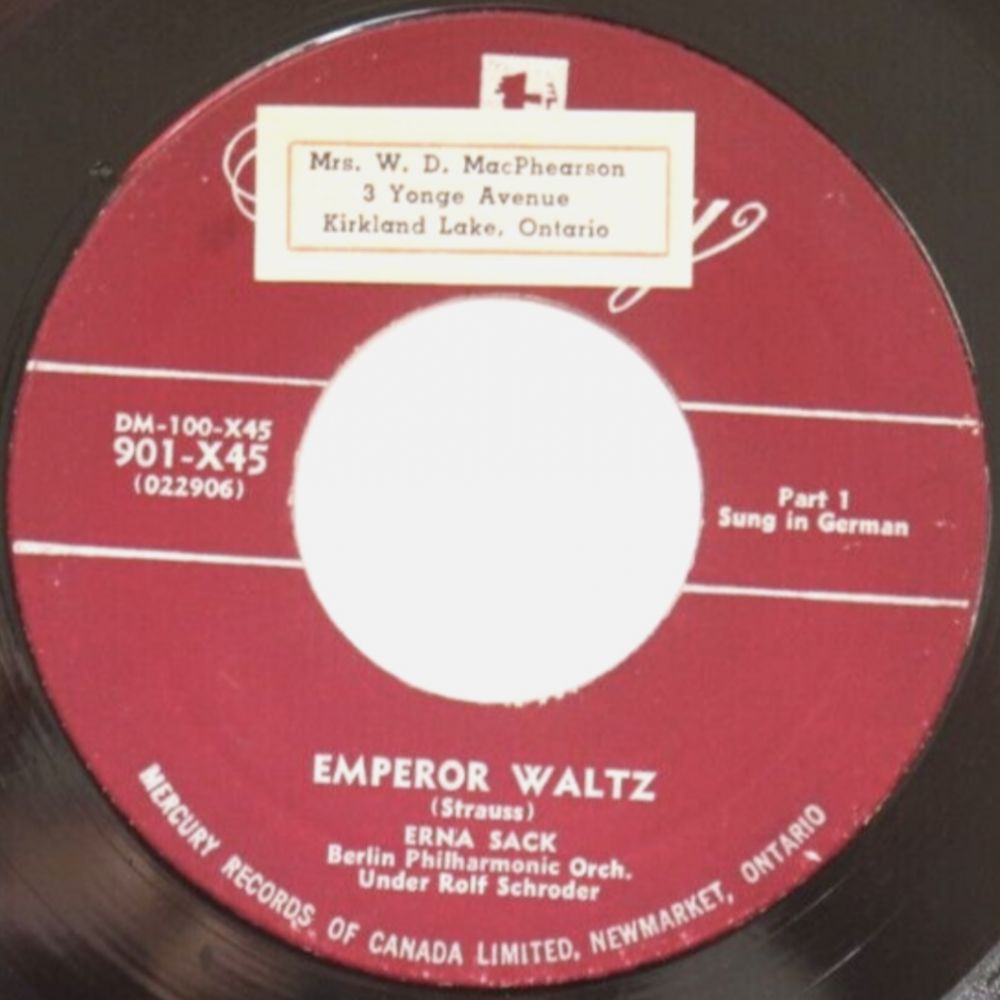 Mrs. W. D. MacPhearson
3 Yonge Avenue
Kirkland Lake, Ontario
DM-100-X45
901-X45
(022906)
Part 1
Sung in German
EMPEROR WALTZ
(Strauss)
ERNA SACK
Berlin Philharmonic Orch.
Under Rolf Schroder
MERCURY RECORDS OF CANADA LIMITED, NEWMARKET, ONTARIO